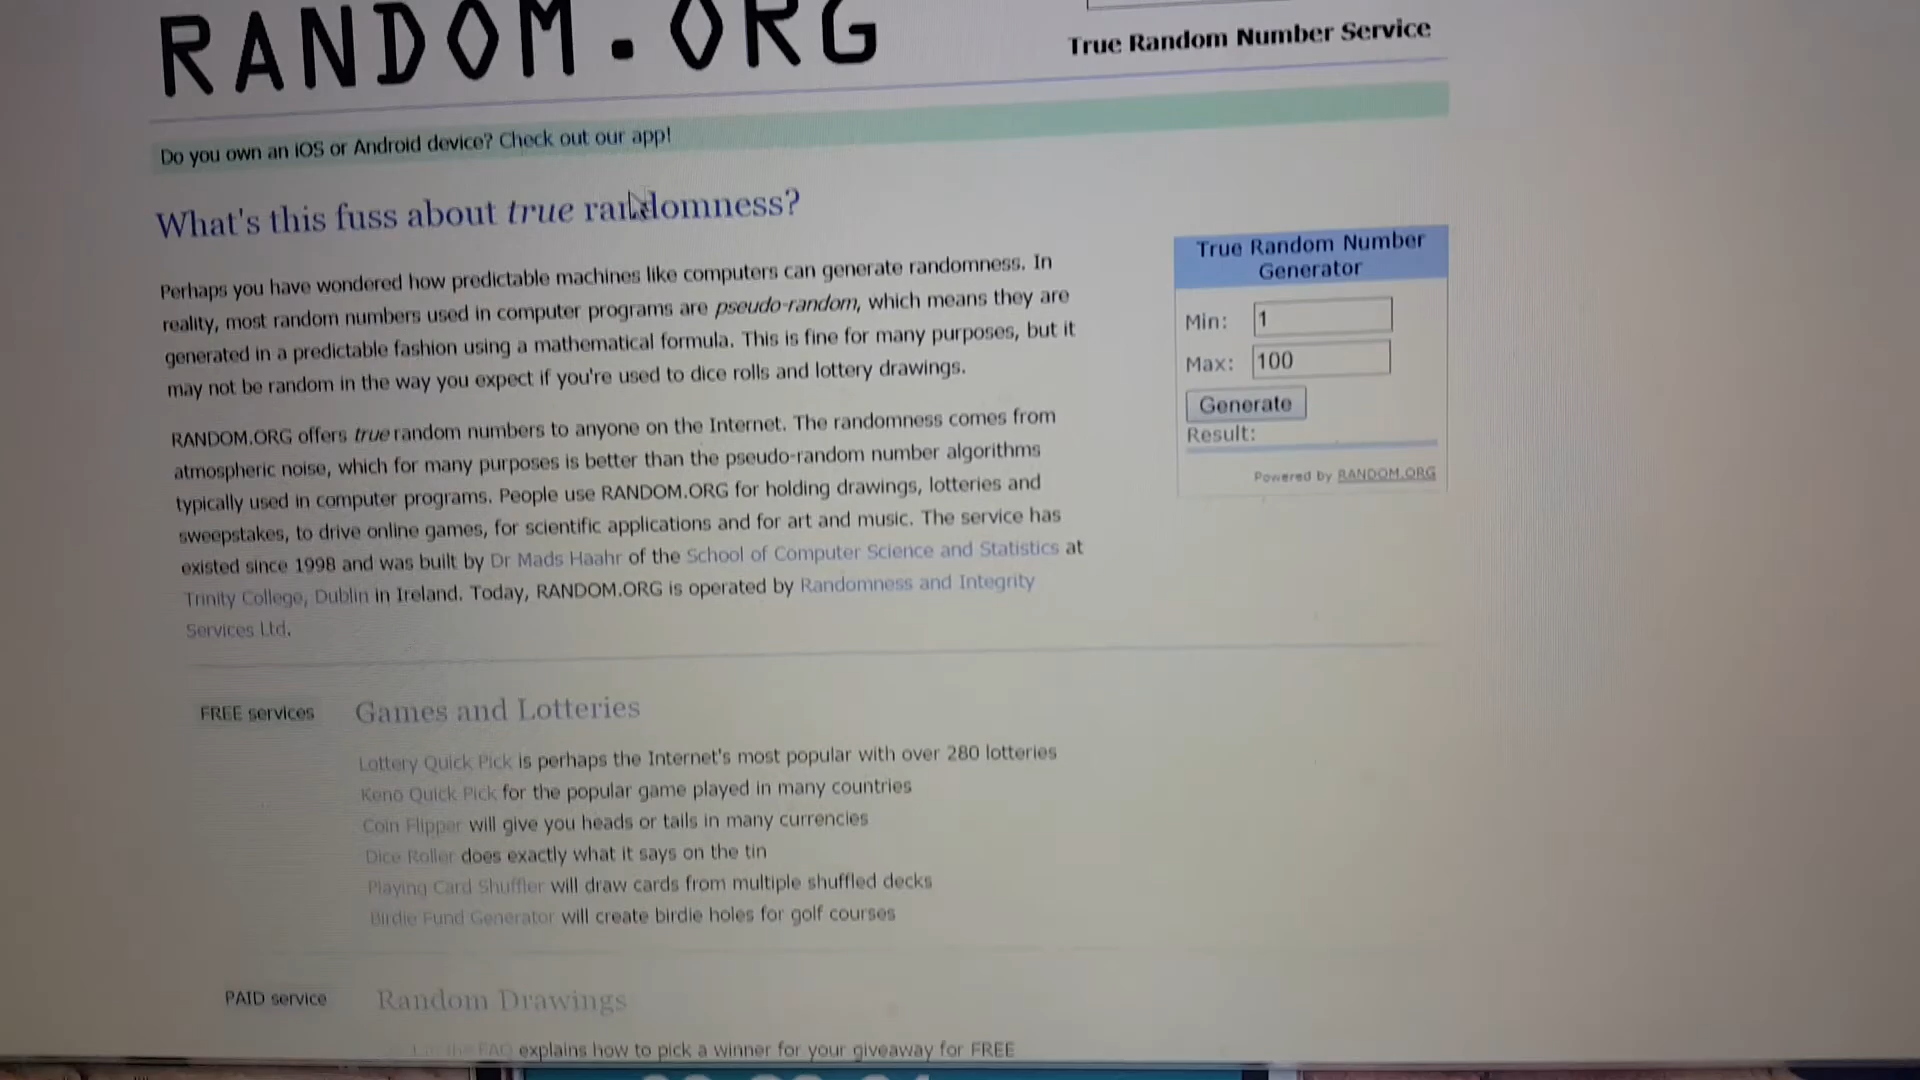 RANDOM.ORG
True Random Number Service
Do you own an iOS or Android device? Check out our app!
What's this fuss about true randomness?
Perhaps you have wondered how predictable machines like computers can generate randomness. In
reality, most random numbers used in computer programs are pseudo-random, which means they are
generated in a predictable fashion using a mathematical formula. This is fine for many purposes, but it
may not be random in the way you expect if you're used to dice rolls and lottery drawings.
RANDOM.ORG offers true random numbers to anyone on the Internet. The randomness comes from
atmospheric noise, which for many purposes is better than the pseudo-random number algorithms
typically used in computer programs. People use RANDOM.ORG for holding drawings, lotteries and
sweepstakes, to drive online games, for scientific applications and for art and music. The service has
existed since 1998 and was built by Dr Mads Haahr of the School of Computer Science and Statistics at
Trinity College, Dublin in Ireland. Today, RANDOM.ORG is operated by Randomness and Integrity
Services Ltd.
True Random Number
Generator
Min: 1
Max: 100
Generate
Result:
Powered by RANDOM.ORG
FREE services
Games and Lotteries
Lottery Quick Pick is perhaps the Internet's most popular with over 280 lotteries
Keno Quick Pick for the popular game played in many countries
Coin Flipper will give you heads or tails in many currencies
Dice Roller does exactly what it says on the tin
Playing Card Shuffler will draw cards from multiple shuffled decks
Birdie Fund Generator will create birdie holes for golf courses
PAID service
Random Drawings
FAQ explains how to pick a winner for your giveaway for FREE